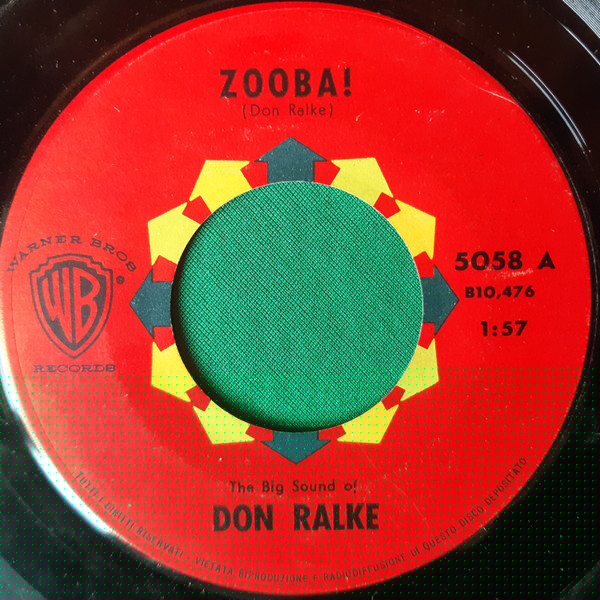 ZOOBA!
(Don Ralke)
WARNER BROS
WB
®
RECORDS
5058 A
B10,476
1:57
The Big Sound of
DON RALKE
TUTTI I DIRITTI RISERVATI - VIETATA RIPRODUZIONE E RADIODIFFUSIONE DI QUESTO DISCO DEPOSITATO